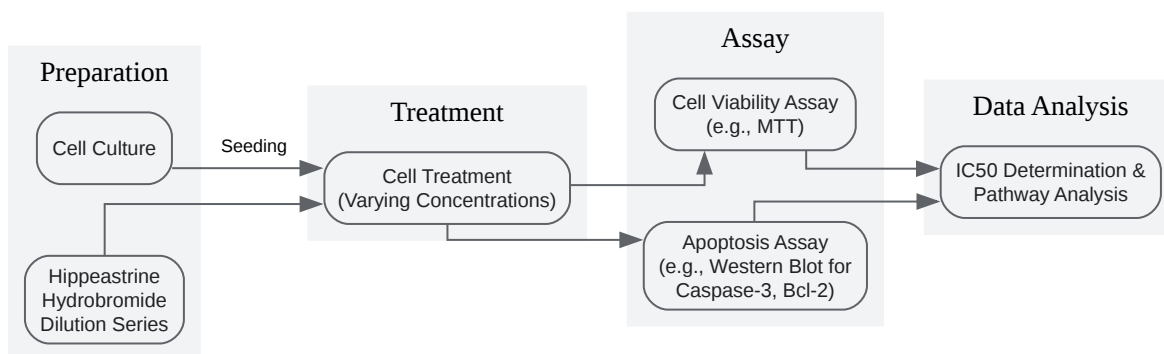 Preparation
Cell Culture
Hippeastrine
Hydrobromide
Dilution Series
Seeding
Treatment
Cell Treatment
(Varying Concentrations)
Assay
Cell Viability Assay
(e.g., MTT)
Apoptosis Assay
(e.g., Western Blot for
Caspase-3, Bcl-2)
Data Analysis
IC50 Determination &
Pathway Analysis